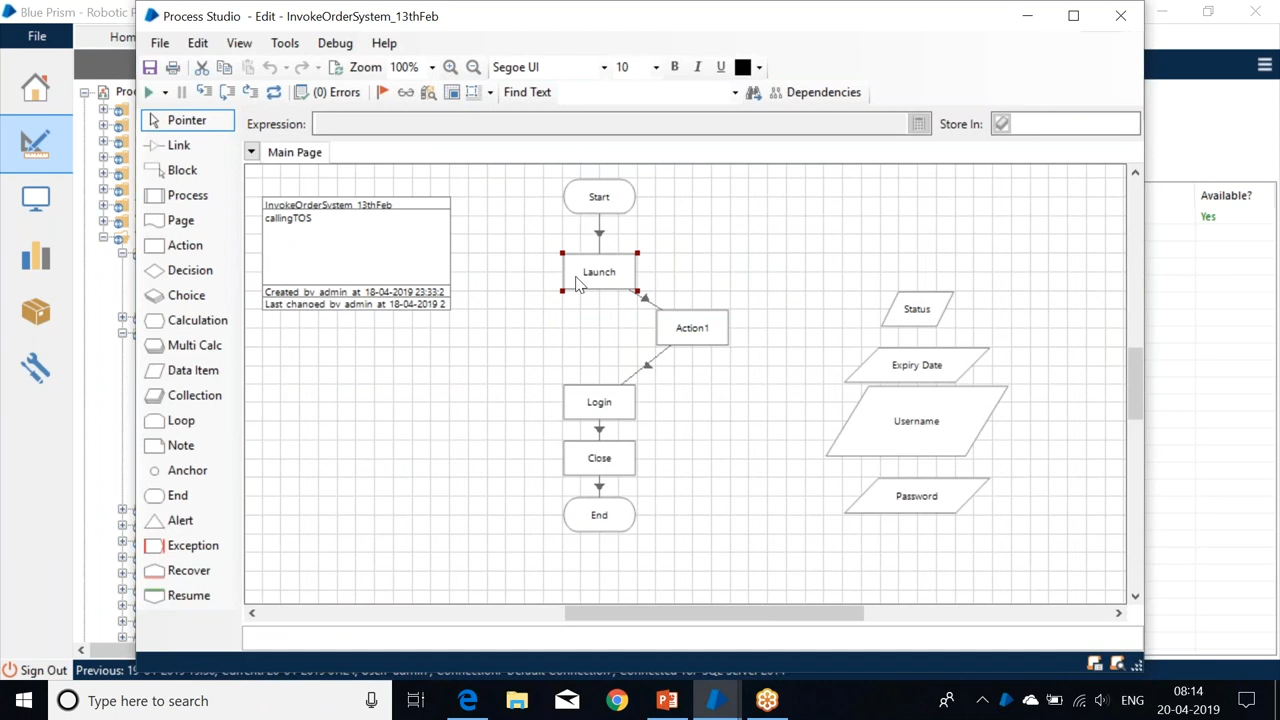 Blue Prism - Robotic P
Process Studio - Edit - InvokeOrderSystem_13thFeb
File
Hom
File Edit View Tools Debug Help
Zoom 100% Segoe UI 10 B I U
(0) Errors Find Text Dependencies
Pointer
Expression:
Store In:
Main Page
Link
Block
Process
Page
Action
Decision
Choice
Calculation
Multi Calc
Data Item
Collection
Loop
Note
Anchor
End
Alert
Exception
Recover
Resume
Proc
InvokeOrderSystem_13thFeb
callingTOS
Created by admin at 18-04-2019 23:33:2
Last changed by admin at 18-04-2019 2
Start
Launch
Action1
Login
Close
End
Status
Expiry Date
Username
Password
Available?
Yes
Sign Out
Type here to search
ENG
08:14
20-04-2019